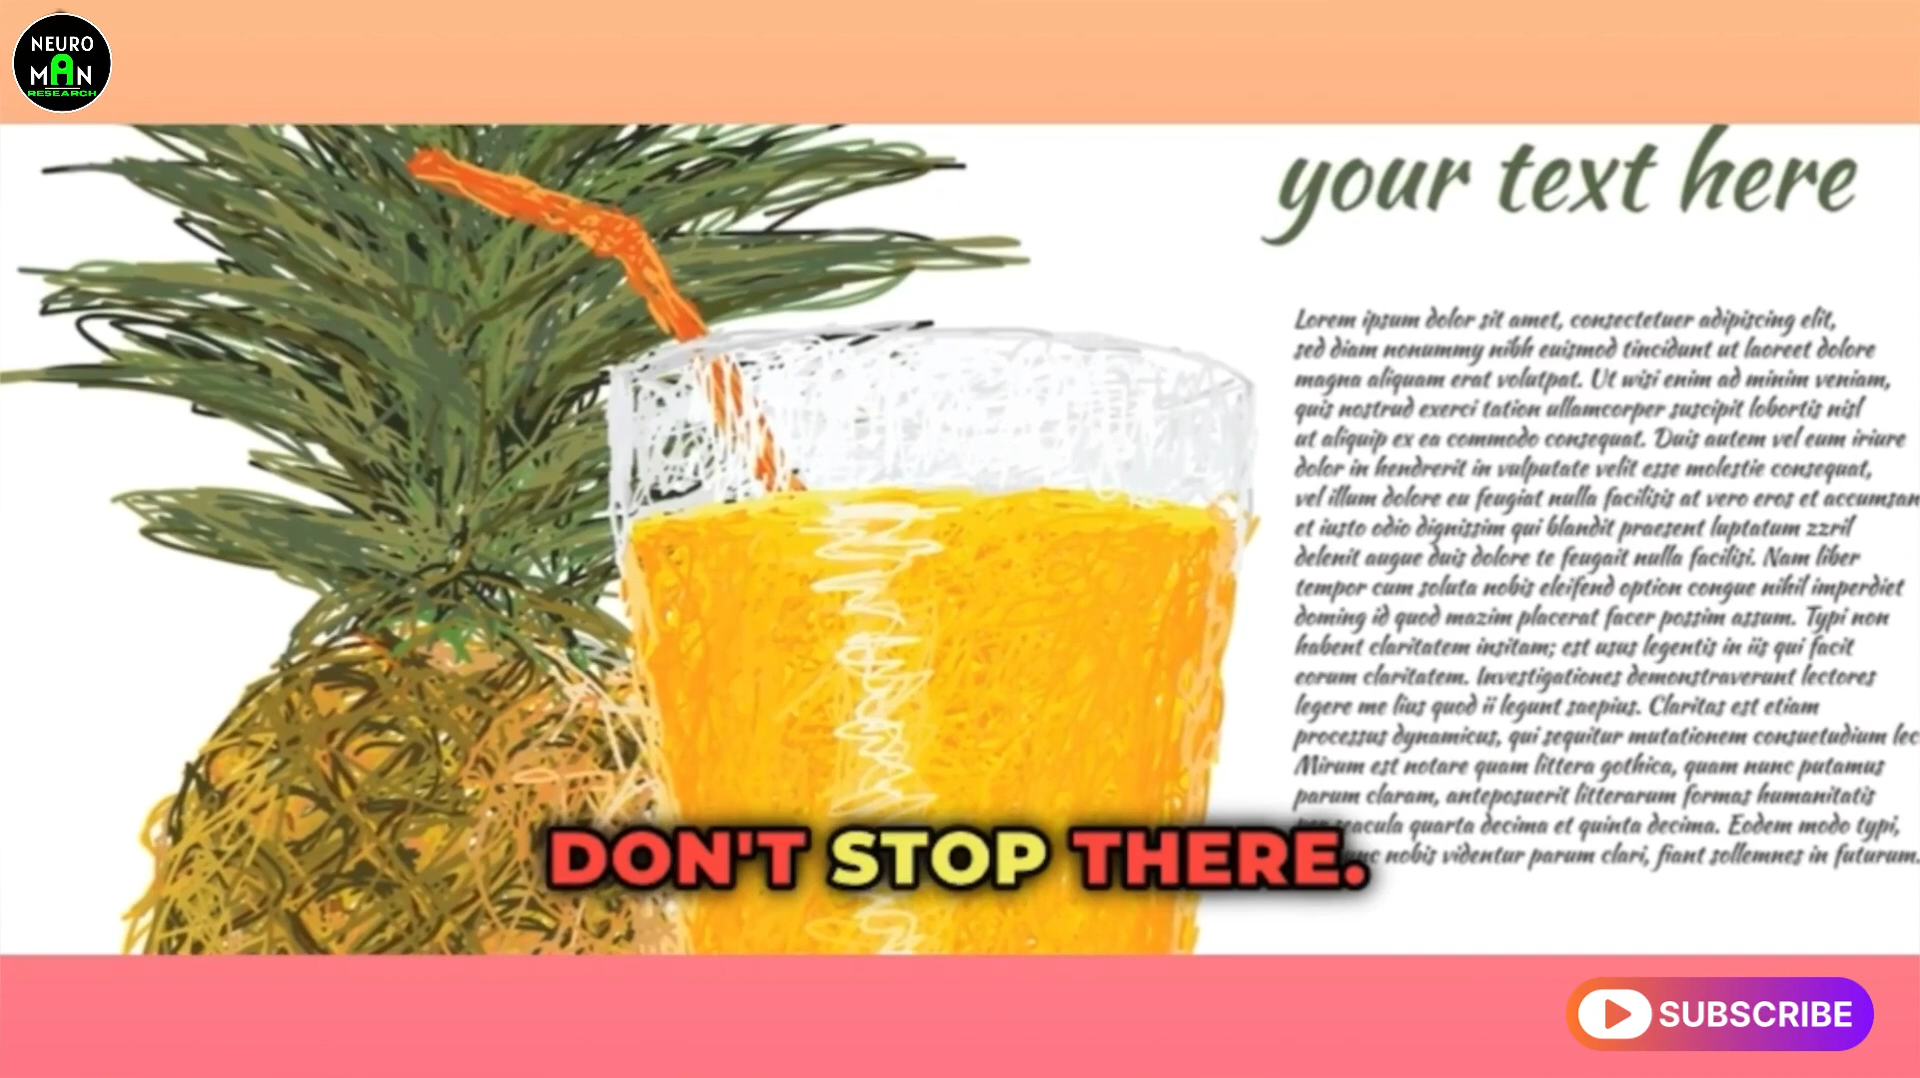 NEURO
MAN
RESEARCH
your text here
Lorem ipsum dolor sit amet, consectetuer adipiscing elit,
sed diam nonummy nibh euismod tincidunt ut laoreet dolore
magna aliquam erat volutpat. Ut wisi enim ad minim veniam,
quis nostrud exerci tation ullamcorper suscipit lobortis nisl
ut aliquip ex ea commodo consequat. Duis autem vel eum iriure
dolor in hendrerit in vulputate velit esse molestie consequat,
vel illum dolore eu feugiat nulla facilisis at vero eros et accumsan
et iusto odio dignissim qui blandit praesent luptatum zzril
delenit augue duis dolore te feugait nulla facilisi. Nam liber
tempor cum soluta nobis eleifend option congue nihil imperdiet
doming id quod mazim placerat facer possim assum. Typi non
habent claritatem insitam; est usus legentis in iis qui facit
eorum claritatem. Investigationes demonstraverunt lectores
legere me lius quod ii legunt saepius. Claritas est etiam
processus dynamicus, qui sequitur mutationem consuetudium lec
Mirum est notare quam littera gothica, quam nunc putamus
parum claram, anteposuerit litterarum formas humanitatis
per seacula quarta decima et quinta decima. Eodem modo typi,
nobis videntur parum clari, fiant sollemnes in futurum.
DON'T STOP THERE.
SUBSCRIBE